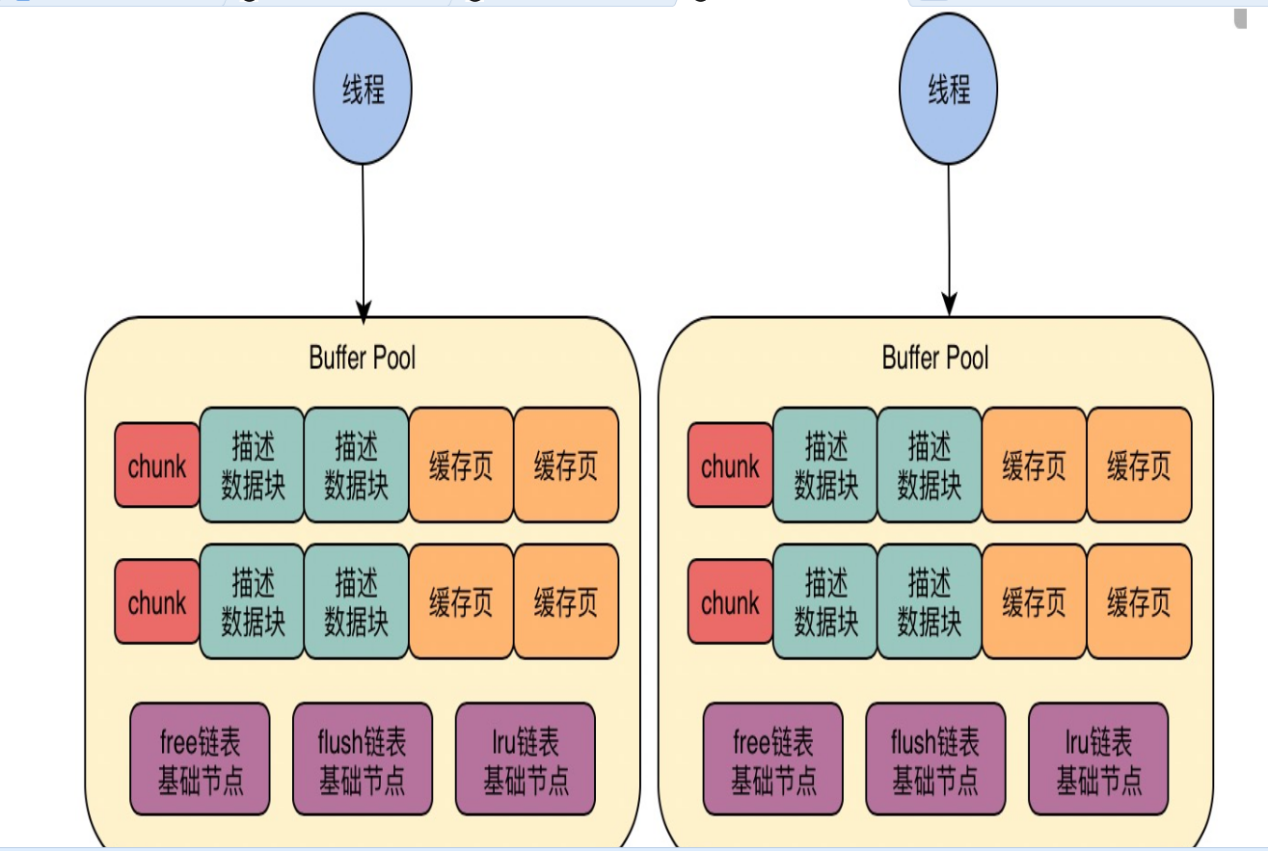 线程 线程
Buffer Pool Buffer Pool
chunk 描述 数据块 描述 数据块 缓存页 缓存页 chunk 描述 数据块 描述 数据块 缓存页 缓存页
chunk 描述 数据块 描述 数据块 缓存页 缓存页 chunk 描述 数据块 描述 数据块 缓存页 缓存页
free链表 flush链表 lru链表 free链表 flush链表 lru链表
基础节点 基础节点 基础节点 基础节点 基础节点 基础节点